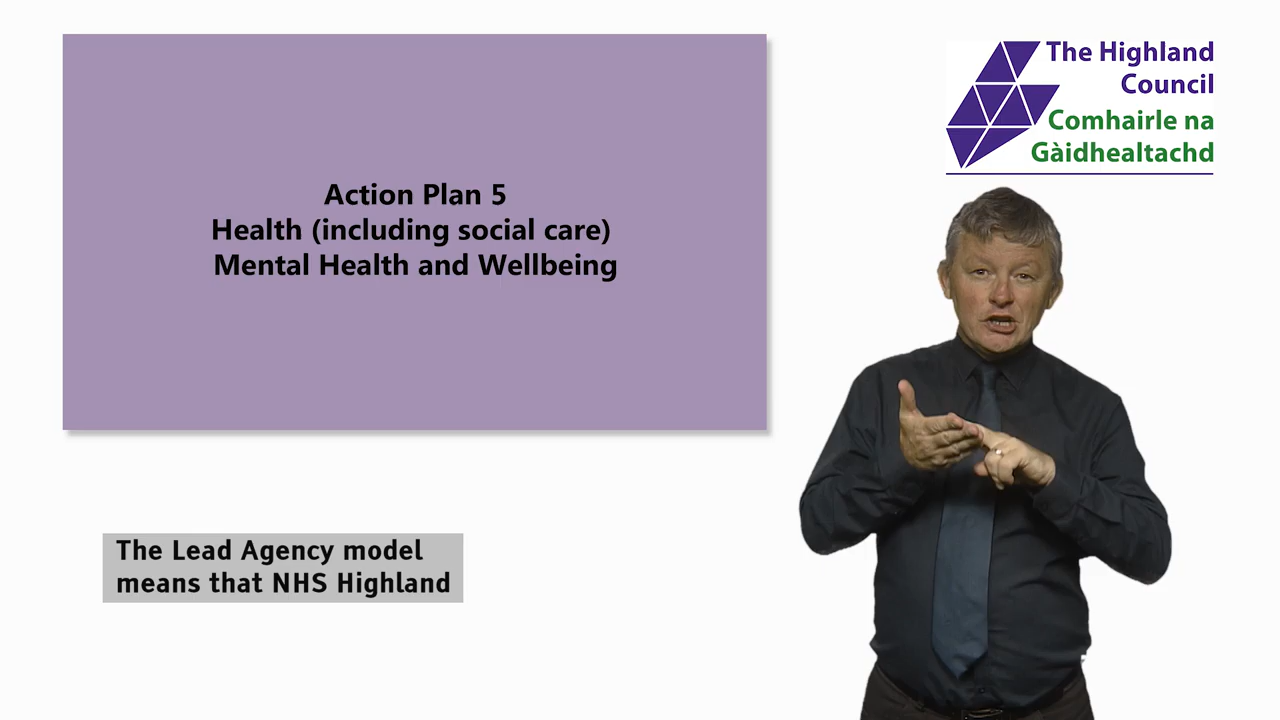 Action Plan 5
Health (including social care)
Mental Health and Wellbeing
The Highland
Council
Comhairle na
Gàidhealtachd
The Lead Agency model
means that NHS Highland